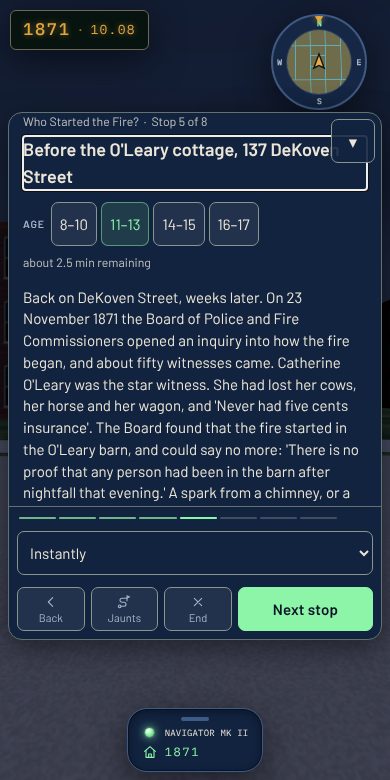 1871 · 10.08
N
W E
S
Who Started the Fire? · Stop 5 of 8
Before the O'Leary cottage, 137 DeKoven
Street
AGE 8–10 11–13 14–15 16–17
about 2.5 min remaining
Back on DeKoven Street, weeks later. On 23
November 1871 the Board of Police and Fire
Commissioners opened an inquiry into how the fire
began, and about fifty witnesses came. Catherine
O'Leary was the star witness. She had lost her cows,
her horse and her wagon, and 'Never had five cents
insurance'. The Board found that the fire started in
the O'Leary barn, and could say no more: 'There is no
proof that any person had been in the barn after
nightfall that evening.' A spark from a chimney, or a
Instantly
Back Jaunts End Next stop
NAVIGATOR MK II
1871